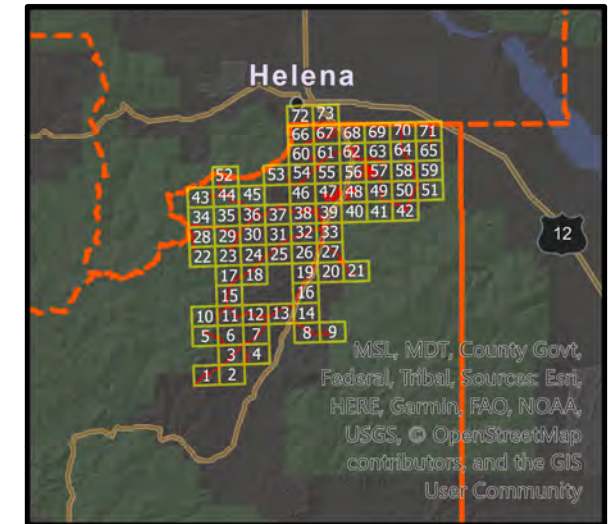 Helena
72 73
66 67 68 69 70 71
60 61 62 63 64 65
52 53 54 55 56 57 58 59
43 44 45 46 47 48 49 50 51
34 35 36 37 38 39 40 41 42
28 29 30 31 32 33
12
22 23 24 25 26 27
17 18 19 20 21
15 16
10 11 12 13 14
5 6 7 8 9
3 4
1 2
MSL, MDT, County Govt,
Federal, Tribal, Sources: Esri,
HERE, Garmin, FAO, NOAA,
USGS, © OpenStreetMap
contributors, and the GIS
User Community